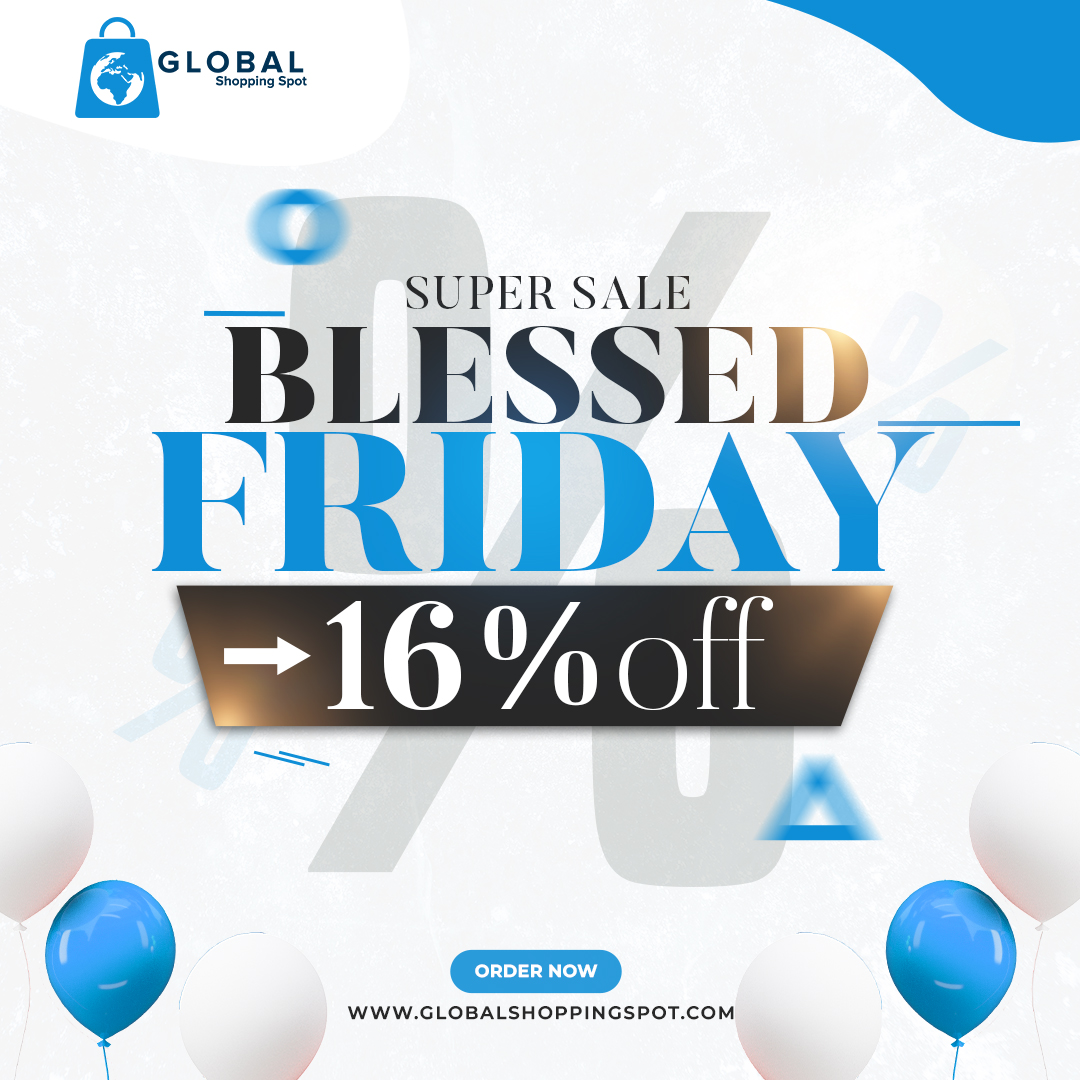 GLOBAL
Shopping Spot
SUPER SALE
BLESSED
FRIDAY
16% off
ORDER NOW
WWW.GLOBALSHOPPINGSPOT.COM